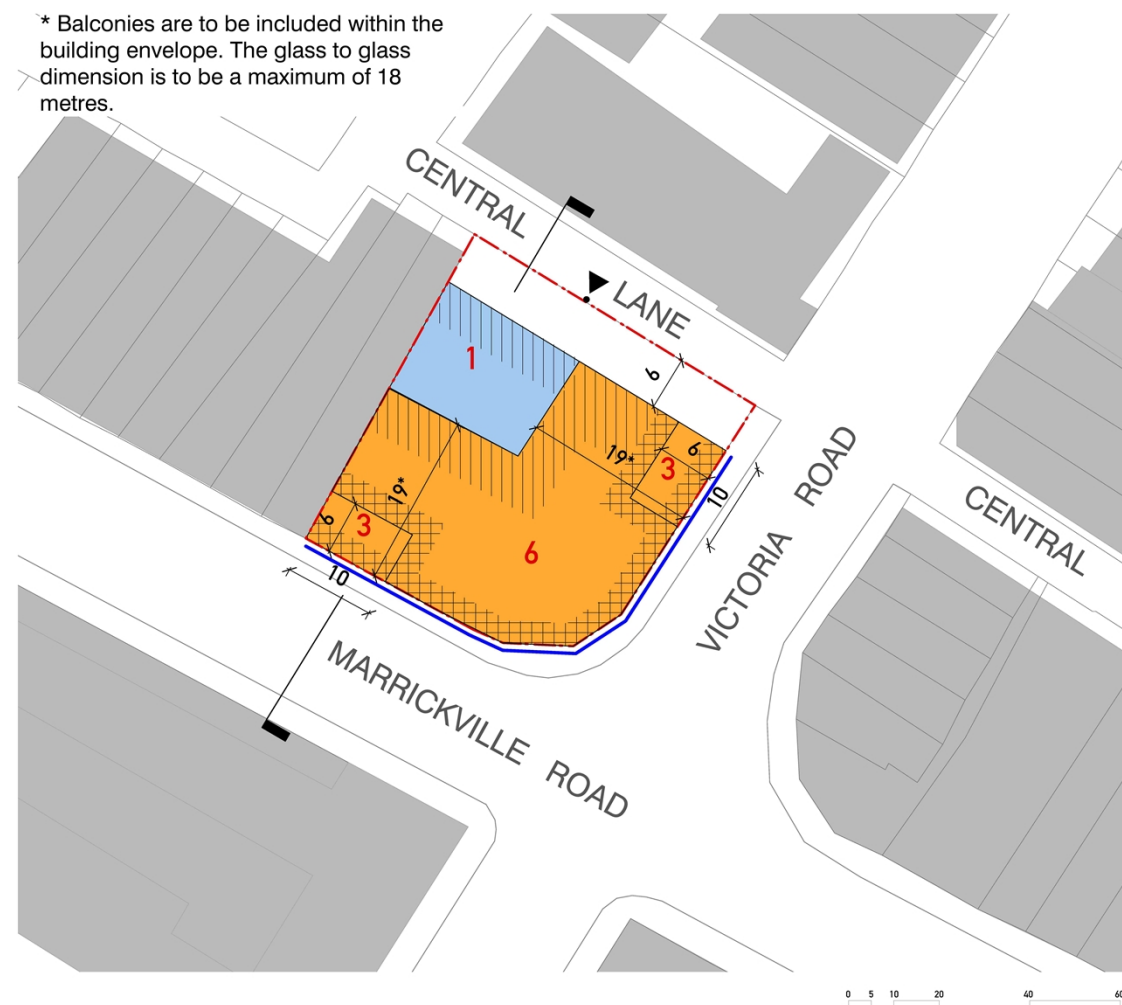 * Balconies are to be included within the
building envelope. The glass to glass
dimension is to be a maximum of 18
metres.
CENTRAL
LANE
1
6
19*
6
3
10
19*
6
3
6
10
VICTORIA ROAD
CENTRAL
MARRICKVILLE ROAD
0 5 10 20 40 60